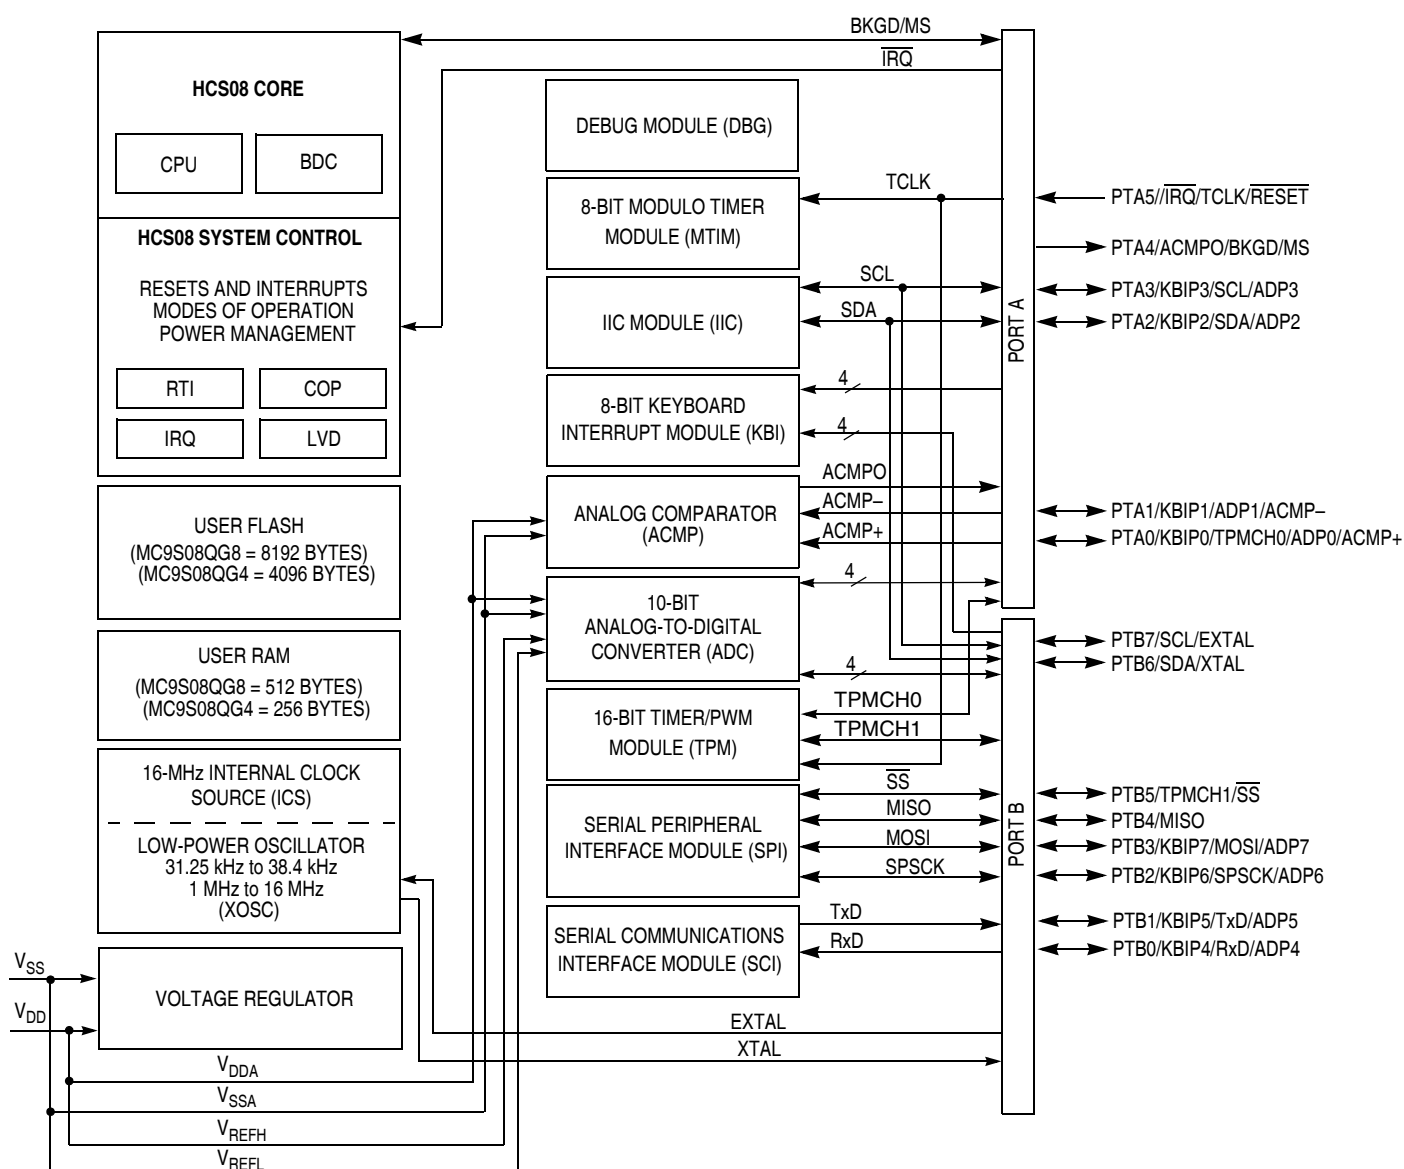 BKGD/MS
IRQ
HCS08 CORE
CPU
BDC
HCS08 SYSTEM CONTROL
RESETS AND INTERRUPTS
MODES OF OPERATION
POWER MANAGEMENT
RTI
COP
IRQ
LVD
USER FLASH
(MC9S08QG8 = 8192 BYTES)
(MC9S08QG4 = 4096 BYTES)
USER RAM
(MC9S08QG8 = 512 BYTES)
(MC9S08QG4 = 256 BYTES)
16-MHz INTERNAL CLOCK
SOURCE (ICS)
LOW-POWER OSCILLATOR
31.25 kHz to 38.4 kHz
1 MHz to 16 MHz
(XOSC)
VSS
VDD
VOLTAGE REGULATOR
VDDA
VSSA
VREFH
VREFL
DEBUG MODULE (DBG)
8-BIT MODULO TIMER
MODULE (MTIM)
TCLK
IIC MODULE (IIC)
SCL
SDA
8-BIT KEYBOARD
INTERRUPT MODULE (KBI)
4
4
ANALOG COMPARATOR
(ACMP)
ACMPO
ACMP–
ACMP+
10-BIT
ANALOG-TO-DIGITAL
CONVERTER (ADC)
4
4
16-BIT TIMER/PWM
MODULE (TPM)
TPMCH0
TPMCH1
SERIAL PERIPHERAL
INTERFACE MODULE (SPI)
SS
MISO
MOSI
SPSCK
SERIAL COMMUNICATIONS
INTERFACE MODULE (SCI)
TxD
RxD
EXTAL
XTAL
PORT A
PORT B
PTA5//IRQ/TCLK/RESET
PTA4/ACMPO/BKGD/MS
PTA3/KBIP3/SCL/ADP3
PTA2/KBIP2/SDA/ADP2
PTA1/KBIP1/ADP1/ACMP–
PTA0/KBIP0/TPMCH0/ADP0/ACMP+
PTB7/SCL/EXTAL
PTB6/SDA/XTAL
PTB5/TPMCH1/SS
PTB4/MISO
PTB3/KBIP7/MOSI/ADP7
PTB2/KBIP6/SPSCK/ADP6
PTB1/KBIP5/TxD/ADP5
PTB0/KBIP4/RxD/ADP4